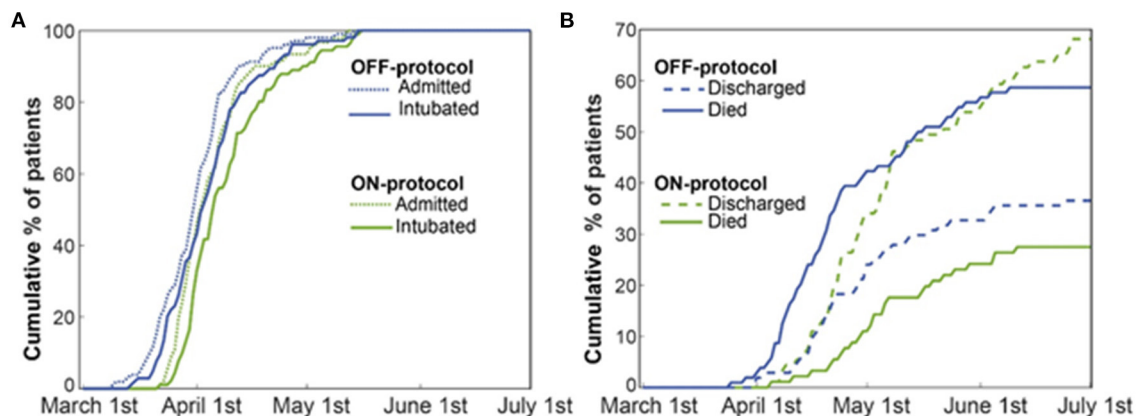 A
Cumulative % of patients
100
80
60
40
20
0
OFF-protocol
Admitted
Intubated
ON-protocol
Admitted
Intubated
March 1st April 1st May 1st June 1st July 1st
B
Cumulative % of patients
70
60
50
40
30
20
10
0
OFF-protocol
Discharged
Died
ON-protocol
Discharged
Died
March 1st April 1st May 1st June 1st July 1st